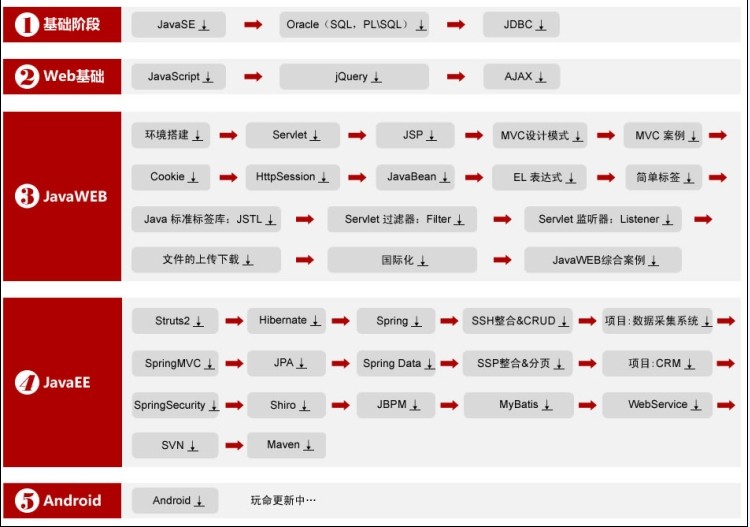 1 基础阶段 JavaSE Oracle（SQL，PL\SQL） JDBC
2 Web基础 JavaScript jQuery AJAX
环境搭建 Servlet JSP MVC设计模式 MVC 案例
3 JavaWEB Cookie HttpSession JavaBean EL 表达式 简单标签
Java 标准标签库：JSTL Servlet 过滤器：Filter Servlet 监听器：Listener
文件的上传下载 国际化 JavaWEB综合案例
Struts2 Hibernate Spring SSH整合&CRUD 项目:数据采集系统
4 JavaEE SpringMVC JPA Spring Data SSP整合&分页 项目:CRM
SpringSecurity Shiro JBPM MyBatis WebService
SVN Maven
5 Android Android 玩命更新中…